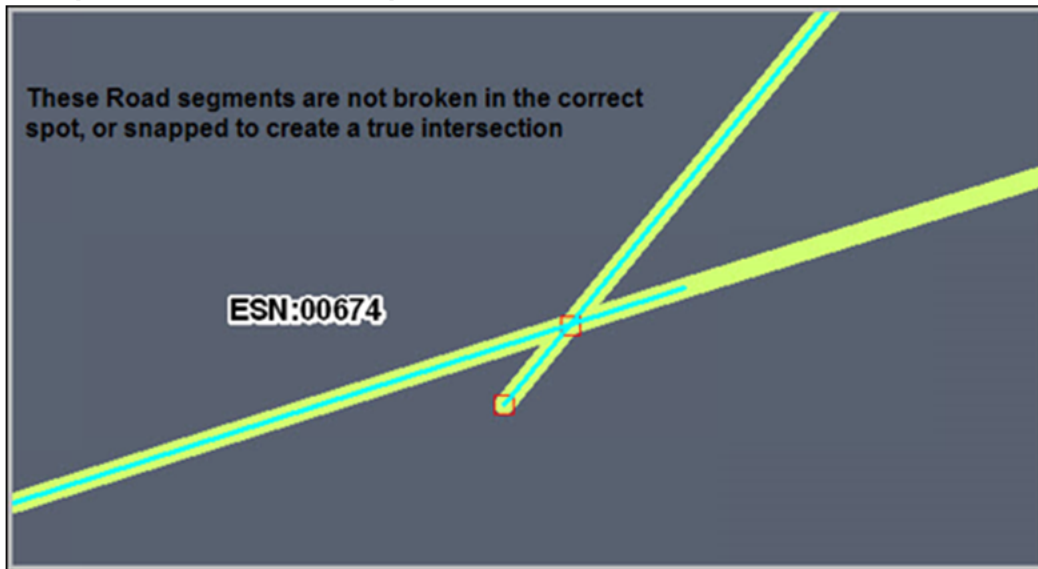 These Road segments are not broken in the correct
spot, or snapped to create a true intersection
ESN:00674